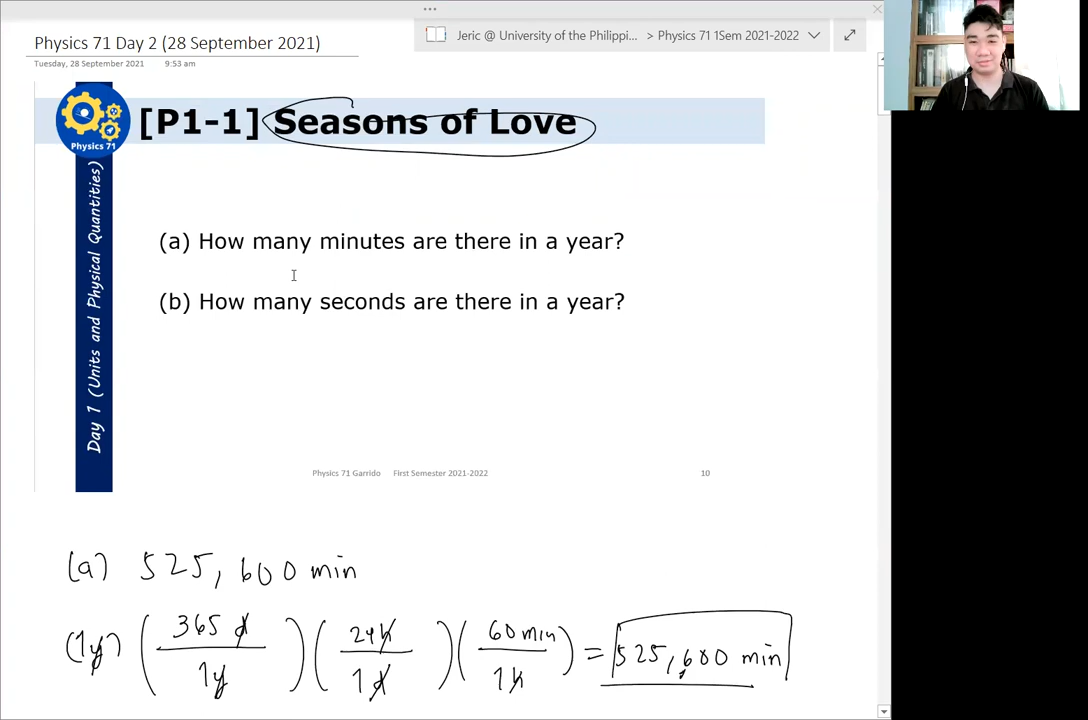 Physics 71 Day 2 (28 September 2021)
Jeric @ University of the Philippi... > Physics 71 1Sem 2021-2022
Tuesday, 28 September 2021 9:53 am
[P1-1] Seasons of Love
Physics 71
Day 1 (Units and Physical Quantities)
(a) How many minutes are there in a year?
(b) How many seconds are there in a year?
Physics 71 Garrido First Semester 2021-2022 10
(a) 525,600 min
(1y) (365 d / 1y) (24h / 1d) (60 min / 1h) = 525,600 min